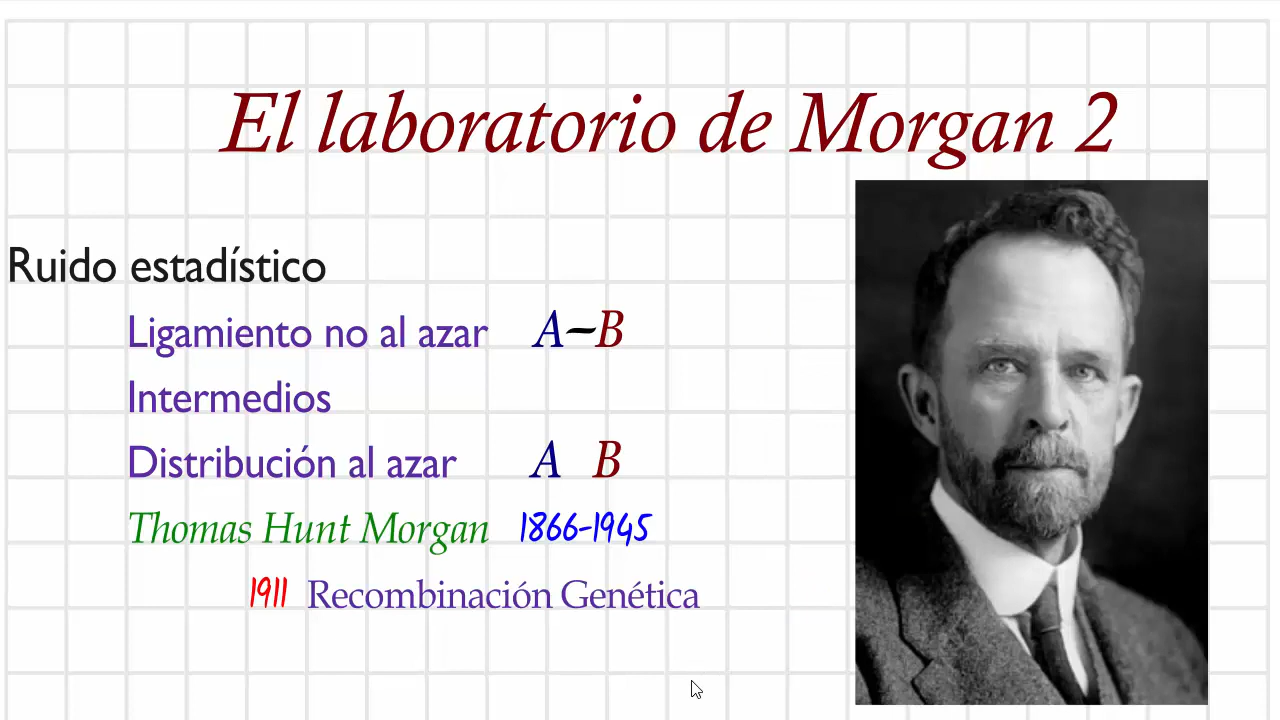 El laboratorio de Morgan 2
Ruido estadístico
Ligamiento no al azar A~B
Intermedios
Distribución al azar A B
Thomas Hunt Morgan 1866-1945
1911 Recombinación Genética